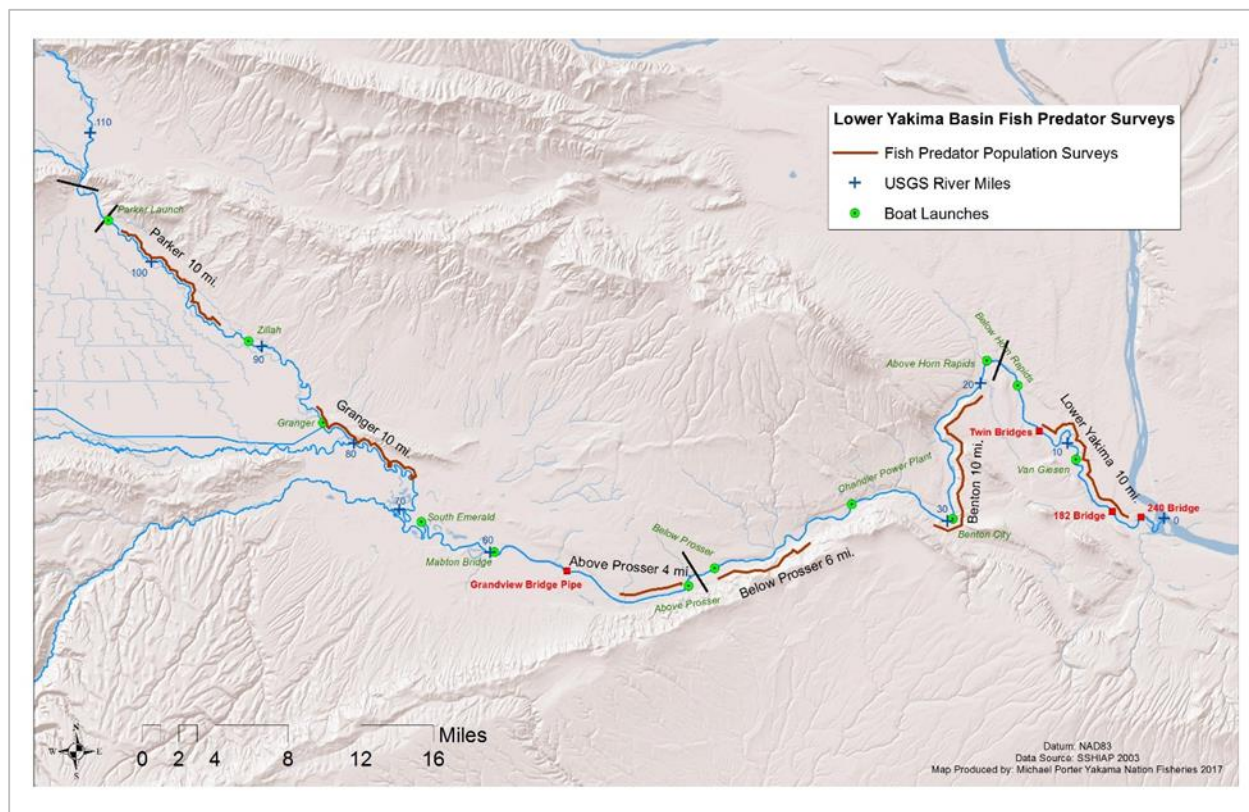 Lower Yakima Basin Fish Predator Surveys
Fish Predator Population Surveys
USGS River Miles
Boat Launches
110
Parker Launch
Parker 10 mi.
100
Zillah
90
Granger
Granger 10 mi.
80
70
South Emerald
60
Mabton Bridge
Grandview Bridge Pipe
Above Prosser 4 mi.
Above Prosser
Below Prosser
Below Prosser 6 mi.
Chandler Power Plant
30
Benton City
Benton 10 mi.
20
Above Horn Rapids
Below Horn Rapids
Twin Bridges
10
Van Giesen
Lower Yakima 10 mi.
182 Bridge
240 Bridge
0
W
E
S
Miles
0 2 4 8 12 16
Datum: NAD83
Data Source: SSHIAP 2003
Map Produced by: Michael Porter Yakama Nation Fisheries 2017